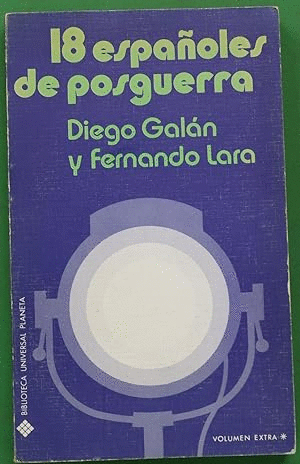 18 españoles
de posguerra
Diego Galán
y Fernando Lara
BIBLIOTECA UNIVERSAL PLANETA
VOLUMEN EXTRA *